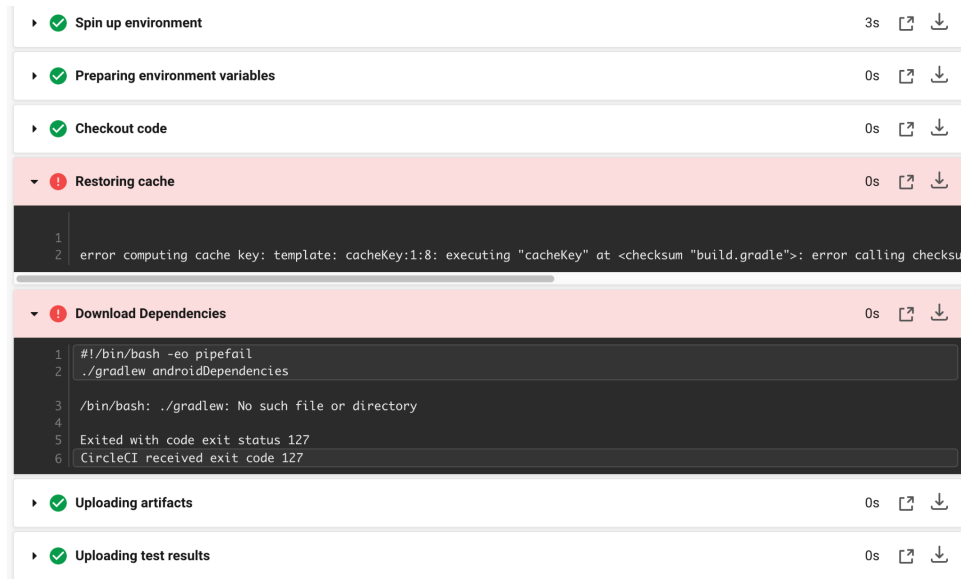 Spin up environment 3s
Preparing environment variables 0s
Checkout code 0s
Restoring cache 0s
1
2 error computing cache key: template: cacheKey:1:8: executing "cacheKey" at <checksum "build.gradle">: error calling checksu
Download Dependencies 0s
1 #!/bin/bash -eo pipefail
2 ./gradlew androidDependencies
3 /bin/bash: ./gradlew: No such file or directory
4
5 Exited with code exit status 127
6 CircleCI received exit code 127
Uploading artifacts 0s
Uploading test results 0s